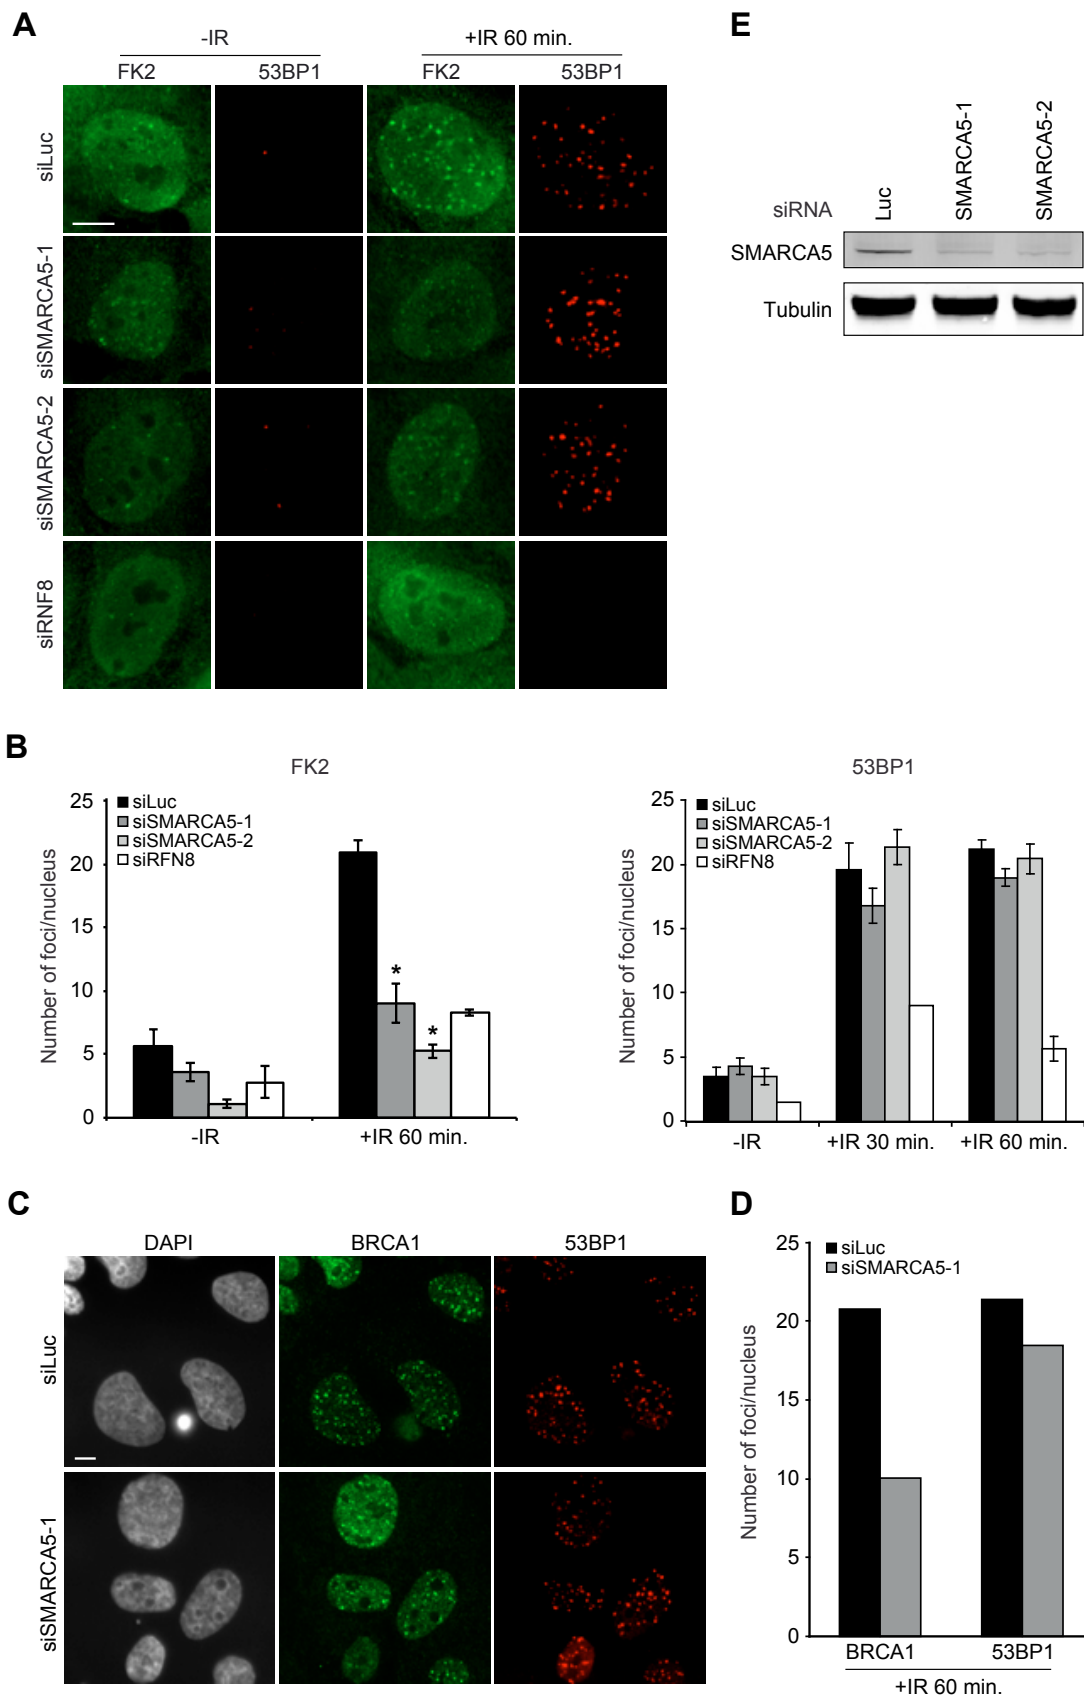 A
-IR
+IR 60 min.
FK2
53BP1
FK2
53BP1
siLuc
siSMARCA5-1
siSMARCA5-2
siRNF8
E
siRNA
Luc
SMARCA5-1
SMARCA5-2
SMARCA5
Tubulin
B
FK2
Number of foci/nucleus
25
20
15
10
5
0
siLuc
siSMARCA5-1
siSMARCA5-2
siRFN8
*
*
-IR
+IR 60 min.
53BP1
Number of foci/nucleus
25
20
15
10
5
0
siLuc
siSMARCA5-1
siSMARCA5-2
siRFN8
-IR
+IR 30 min.
+IR 60 min.
C
DAPI
BRCA1
53BP1
siLuc
siSMARCA5-1
D
Number of foci/nucleus
25
20
15
10
5
0
siLuc
siSMARCA5-1
BRCA1
53BP1
+IR 60 min.